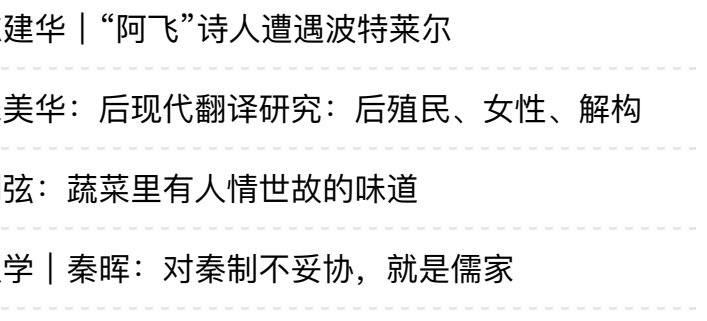 建华｜“阿飞”诗人遭遇波特莱尔
美华：后现代翻译研究：后殖民、女性、解构
弦：蔬菜里有人情世故的味道
学｜秦晖：对秦制不妥协，就是儒家